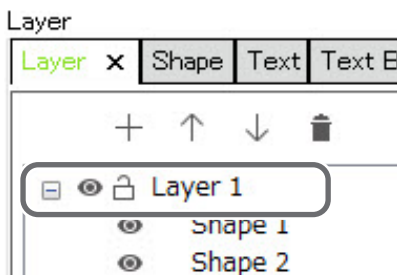 Layer
Layer × Shape Text Text B
Layer 1
Shape 1
Shape 2